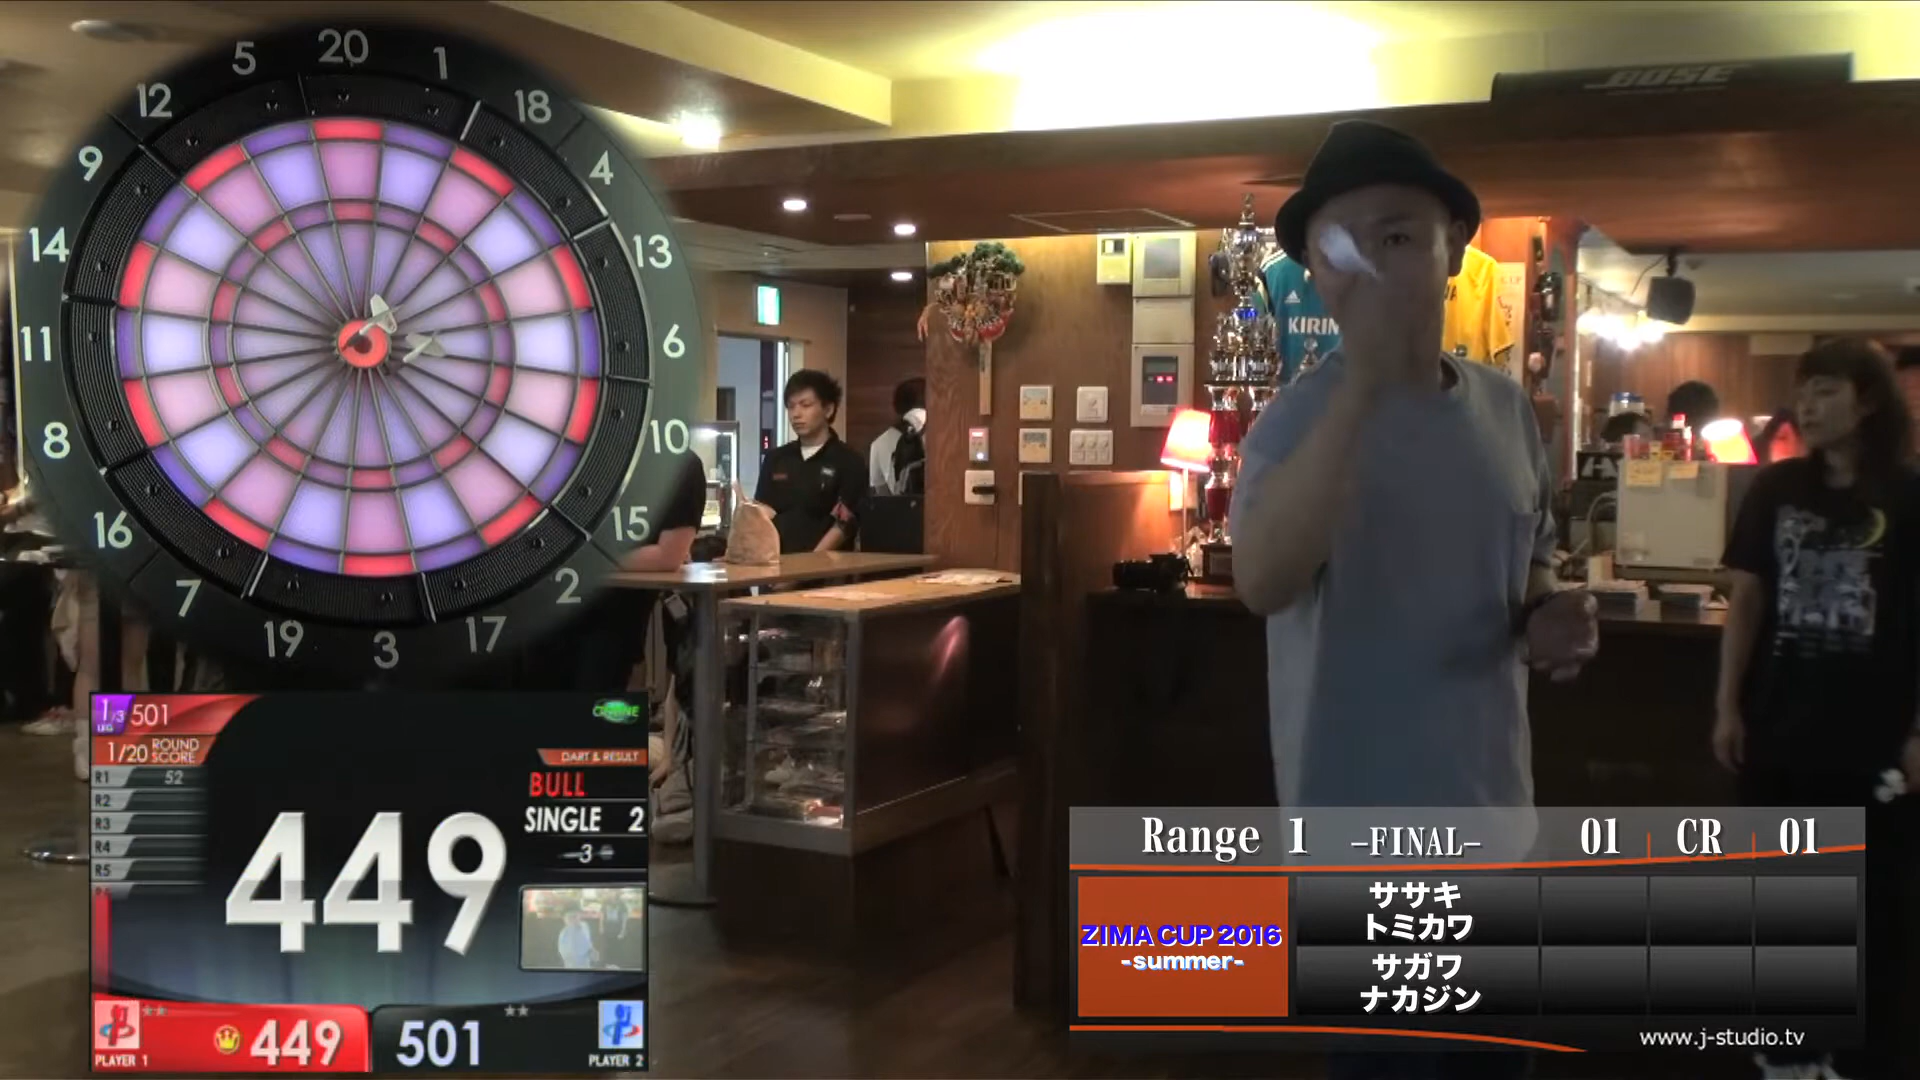 5 20 1
12 18
9 4
14 13
11 6
8 10
16 15
7 2
19 3 17
BOSE
KIRIN
1/3 501
LEG
1/20 ROUND SCORE
R1 52
R2
R3
R4
R5
DART & RESULT
BULL
SINGLE 2
3
449
449
501
PLAYER 1
PLAYER 2
Range 1 -FINAL- 01 CR 01
ZIMA CUP 2016
-summer-
ササキ
トミカワ
サガワ
ナカジン
www.j-studio.tv